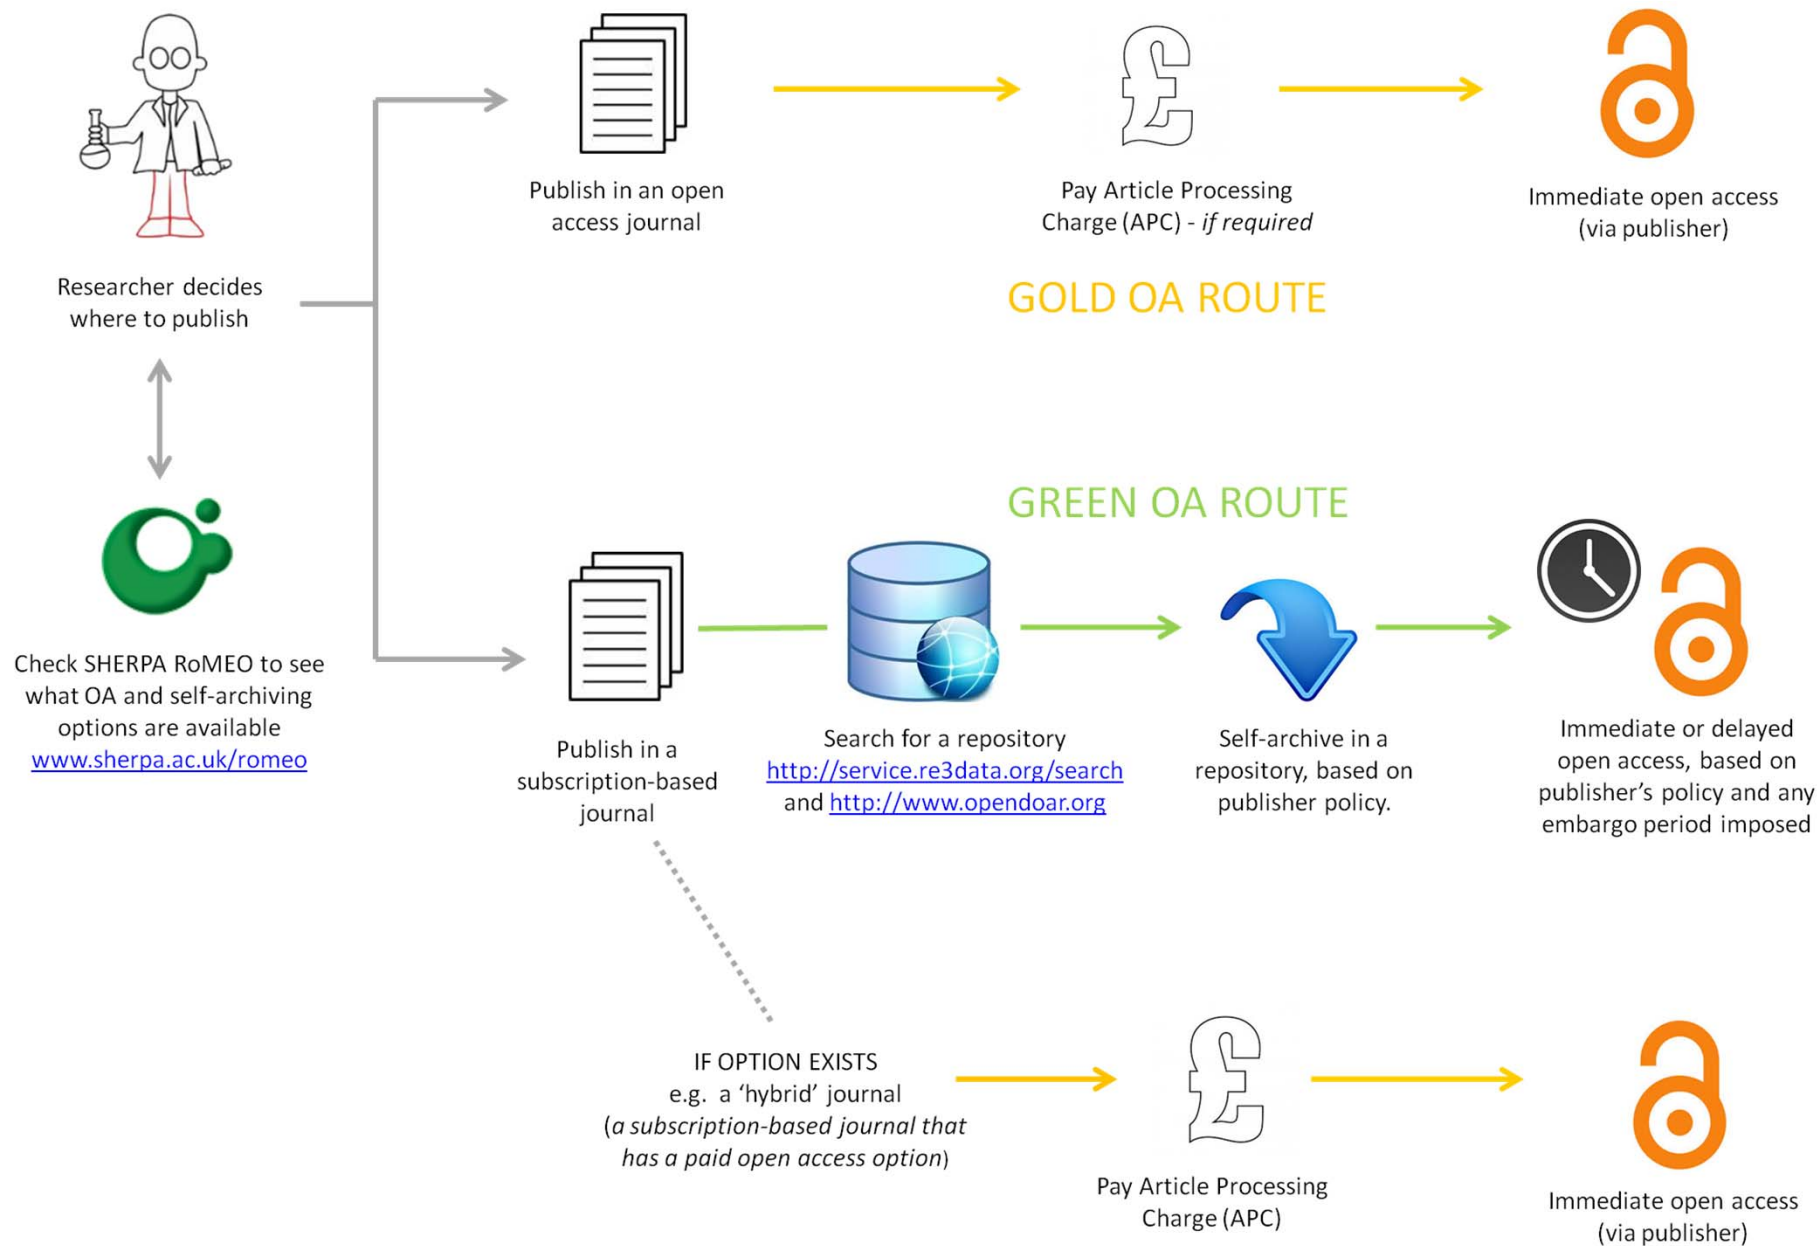 Publish in an open
access journal
Pay Article Processing
Charge (APC) - if required
Immediate open access
(via publisher)
Researcher decides
where to publish
GOLD OA ROUTE
GREEN OA ROUTE
Check SHERPA RoMEO to see
what OA and self-archiving
options are available
www.sherpa.ac.uk/romeo
Publish in a
subscription-based
journal
Search for a repository
http://service.re3data.org/search
and http://www.opendoar.org
Self-archive in a
repository, based on
publisher policy.
Immediate or delayed
open access, based on
publisher’s policy and any
embargo period imposed
IF OPTION EXISTS
e.g. a ‘hybrid’ journal
(a subscription-based journal that
has a paid open access option)
Pay Article Processing
Charge (APC)
Immediate open access
(via publisher)